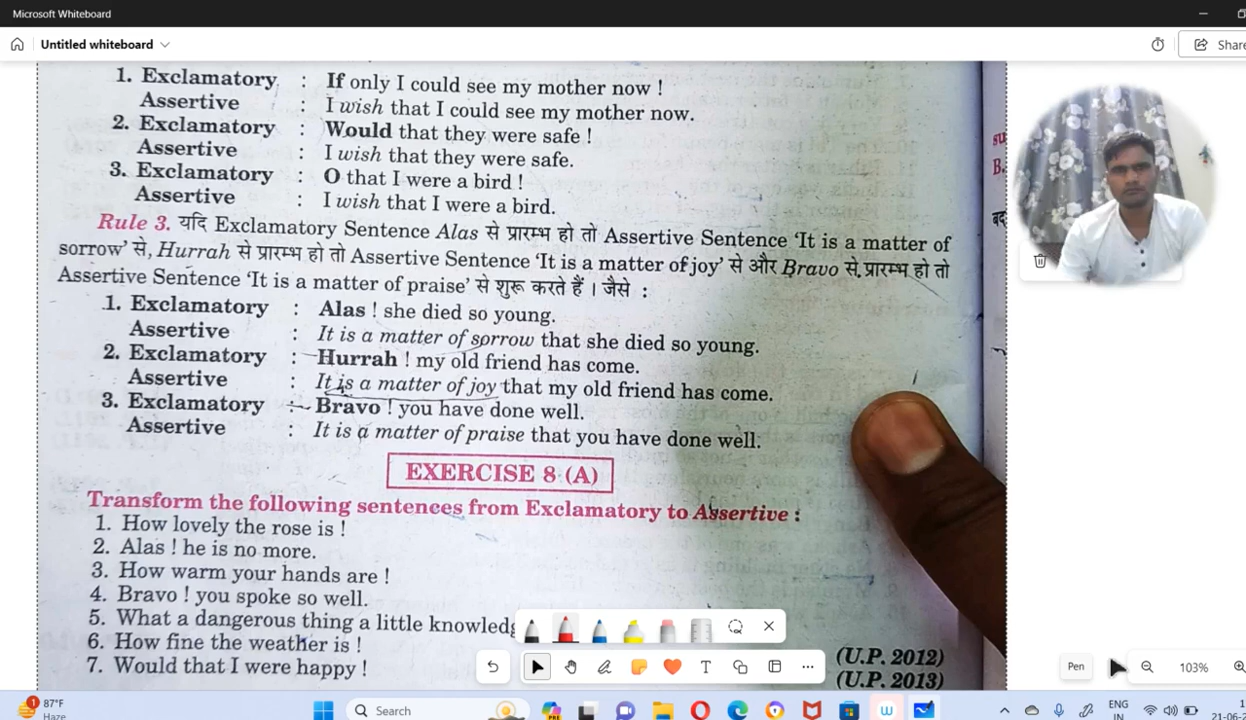 Microsoft Whiteboard
Untitled whiteboard
Share
1. Exclamatory : If only I could see my mother now !
Assertive : I wish that I could see my mother now.
2. Exclamatory : Would that they were safe !
Assertive : I wish that they were safe.
3. Exclamatory : O that I were a bird !
Assertive : I wish that I were a bird.
Rule 3. यदि Exclamatory Sentence Alas से प्रारम्भ हो तो Assertive Sentence 'It is a matter of
sorrow' से, Hurrah से प्रारम्भ हो तो Assertive Sentence 'It is a matter of joy' से और Bravo से प्रारम्भ हो तो
Assertive Sentence 'It is a matter of praise' से शुरू करते हैं । जैसे :
1. Exclamatory : Alas ! she died so young.
Assertive : It is a matter of sorrow that she died so young.
2. Exclamatory : Hurrah ! my old friend has come.
Assertive : It is a matter of joy that my old friend has come.
3. Exclamatory : Bravo ! you have done well.
Assertive : It is a matter of praise that you have done well.
EXERCISE 8 (A)
Transform the following sentences from Exclamatory to Assertive :
1. How lovely the rose is !
2. Alas ! he is no more.
3. How warm your hands are !
4. Bravo ! you spoke so well.
5. What a dangerous thing a little knowledg
6. How fine the weather is !
7. Would that I were happy !
(U.P. 2012)
(U.P. 2013)
su
B.
बद
Pen
103%
87°F
Haze
Search
ENG
IN
21-06-2